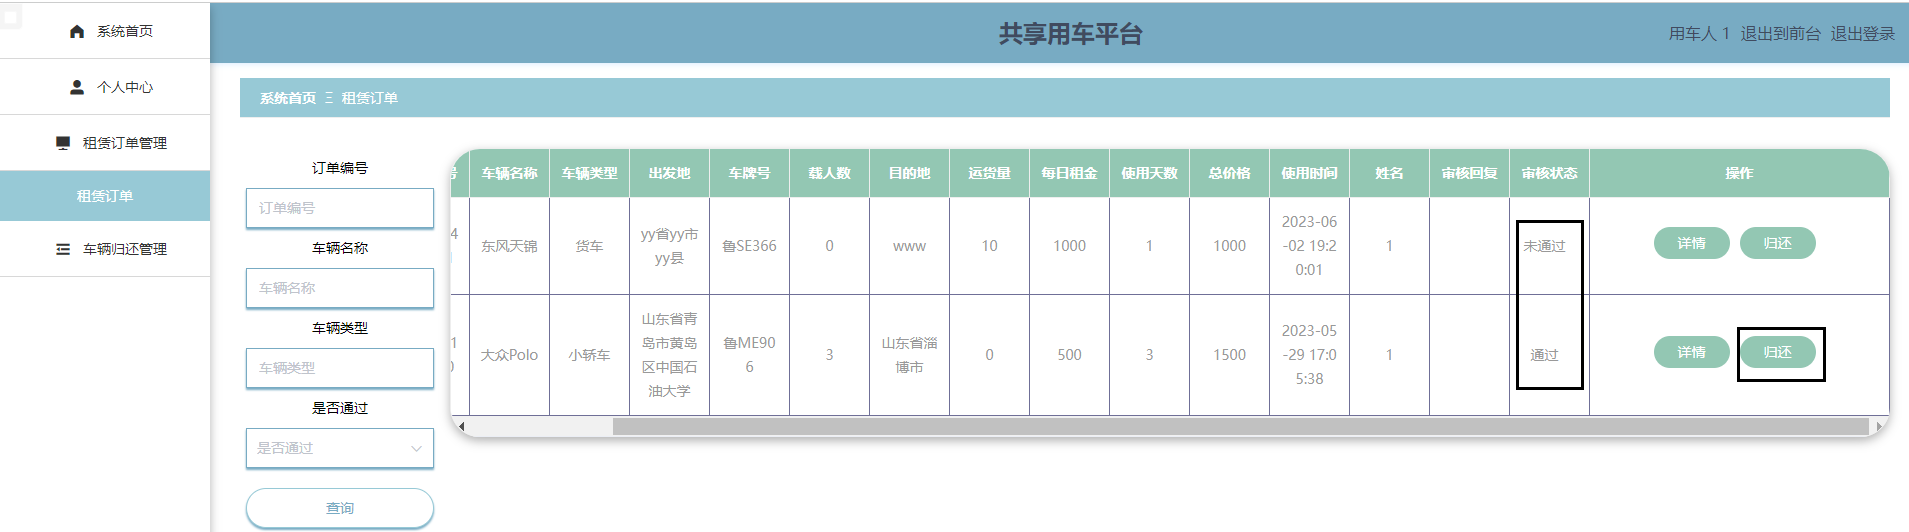 共享用车平台
用车人 1 退出到前台 退出登录
系统首页
个人中心
租赁订单管理
租赁订单
车辆归还管理
系统首页 Ξ 租赁订单
订单编号
订单编号
车辆名称
车辆名称
车辆类型
车辆类型
是否通过
是否通过
查询
号 车辆名称 车辆类型 出发地 车牌号 载人数 目的地 运货量 每日租金 使用天数 总价格 使用时间 姓名 审核回复 审核状态 操作
4
东风天锦
货车
yy省yy市
yy县
鲁SE366
0
www
10
1000
1
1000
2023-06
-02 19:2
0:01
1
未通过
详情 归还
1
大众Polo
小轿车
山东省青
岛市黄岛
区中国石
油大学
鲁ME90
6
3
山东省淄
博市
0
500
3
1500
2023-05
-29 17:0
5:38
1
通过
详情 归还